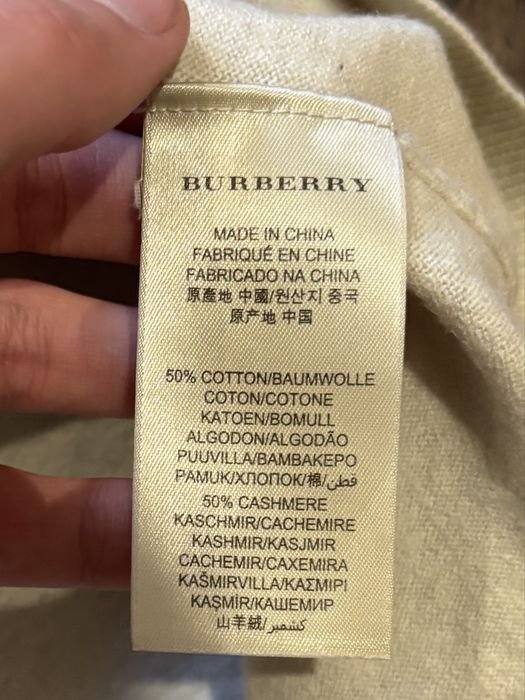 BURBERRY
MADE IN CHINA
FABRIQUÉ EN CHINE
FABRICADO NA CHINA
原產地 中國/원산지 중국
原产地 中国
50% COTTON/BAUMWOLLE
COTON/COTONE
KATOEN/BOMULL
ALGODON/ALGODÃO
PUUVILLA/BAMBAKEPO
PAMUK/ХЛОПОК/棉/قطن
50% CASHMERE
KASCHMIR/CACHEMIRE
KASHMIR/KASJMIR
CACHEMIR/CAXEMIRA
KAŠMIRVILLA/ΚΑΣΜΙΡΙ
KAŞMİR/КАШЕМИР
山羊絨/كشمير